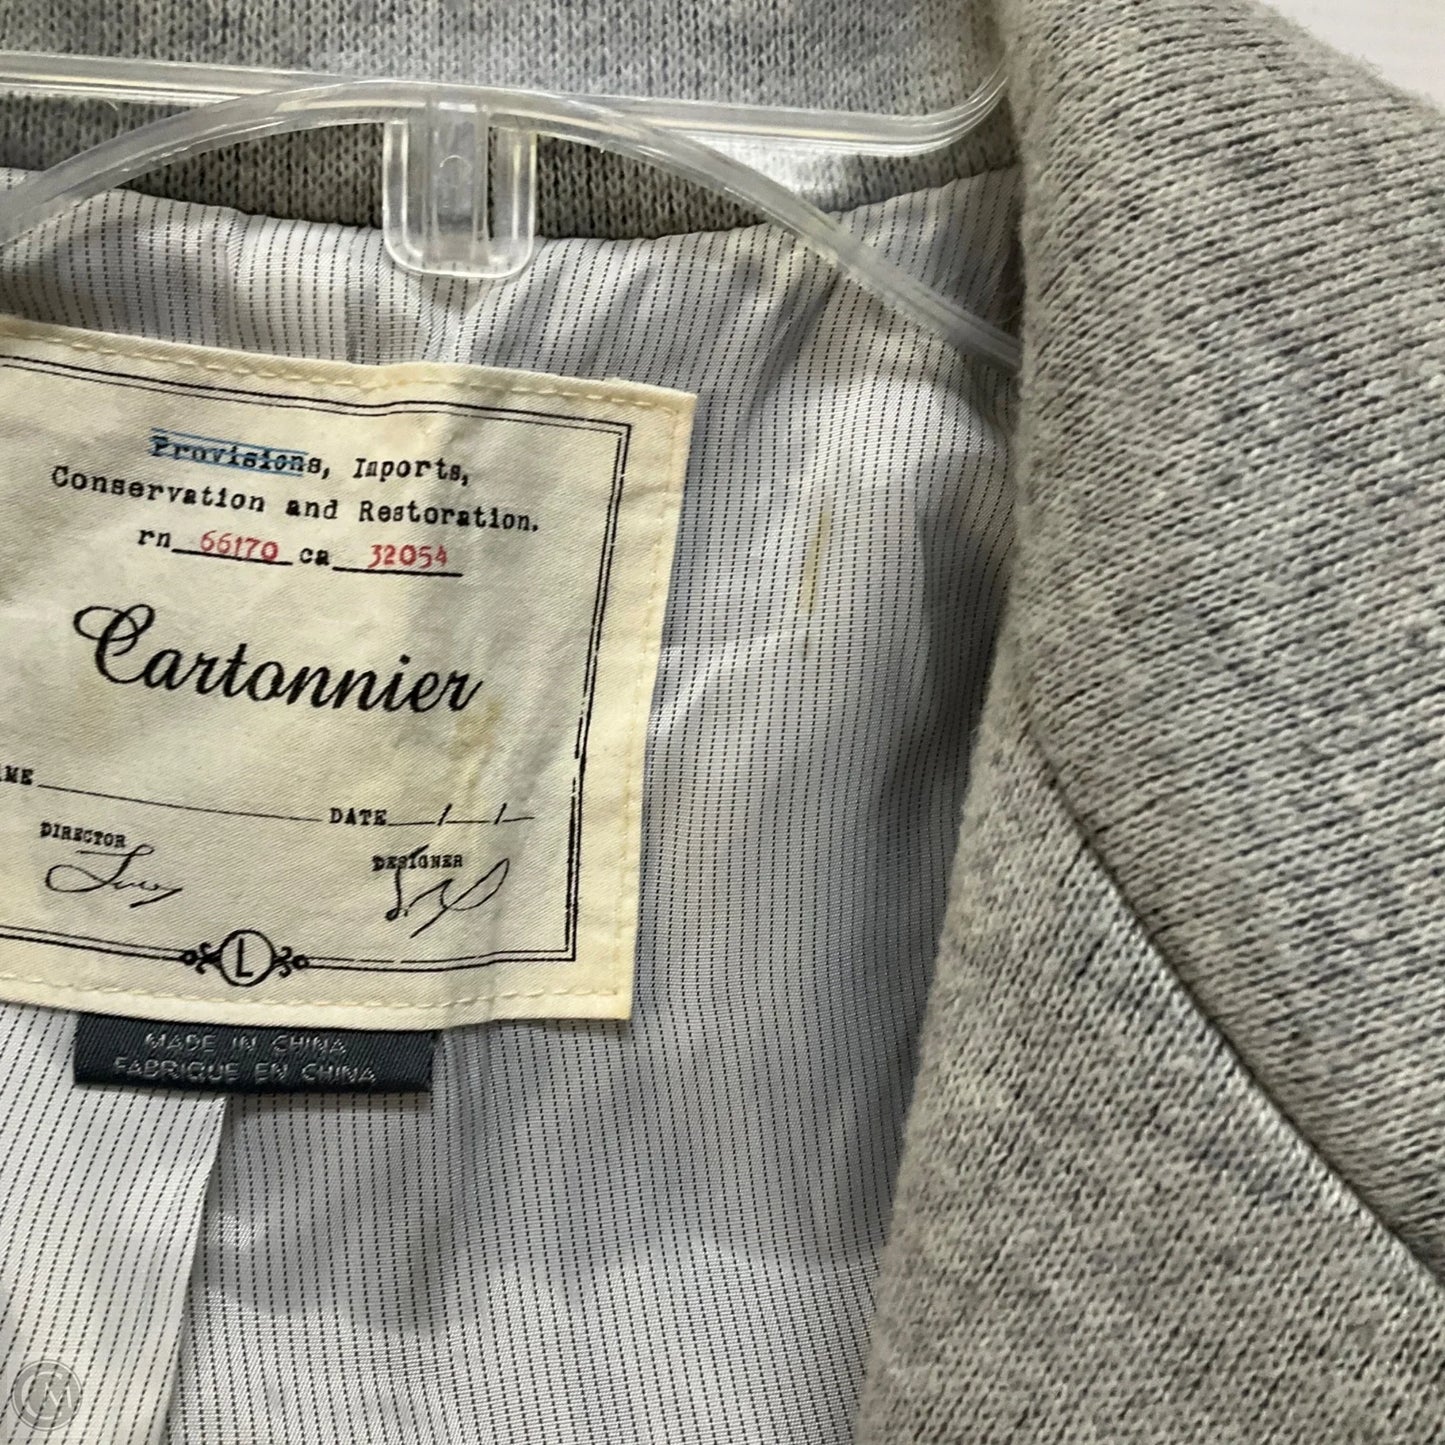 Provisions, Imports,
Conservation and Restoration.
rn 66170 ca 32054
Cartonnier
ME
DATE / /
DIRECTOR
DESIGNER
L
MADE IN CHINA
FABRIQUE EN CHINA